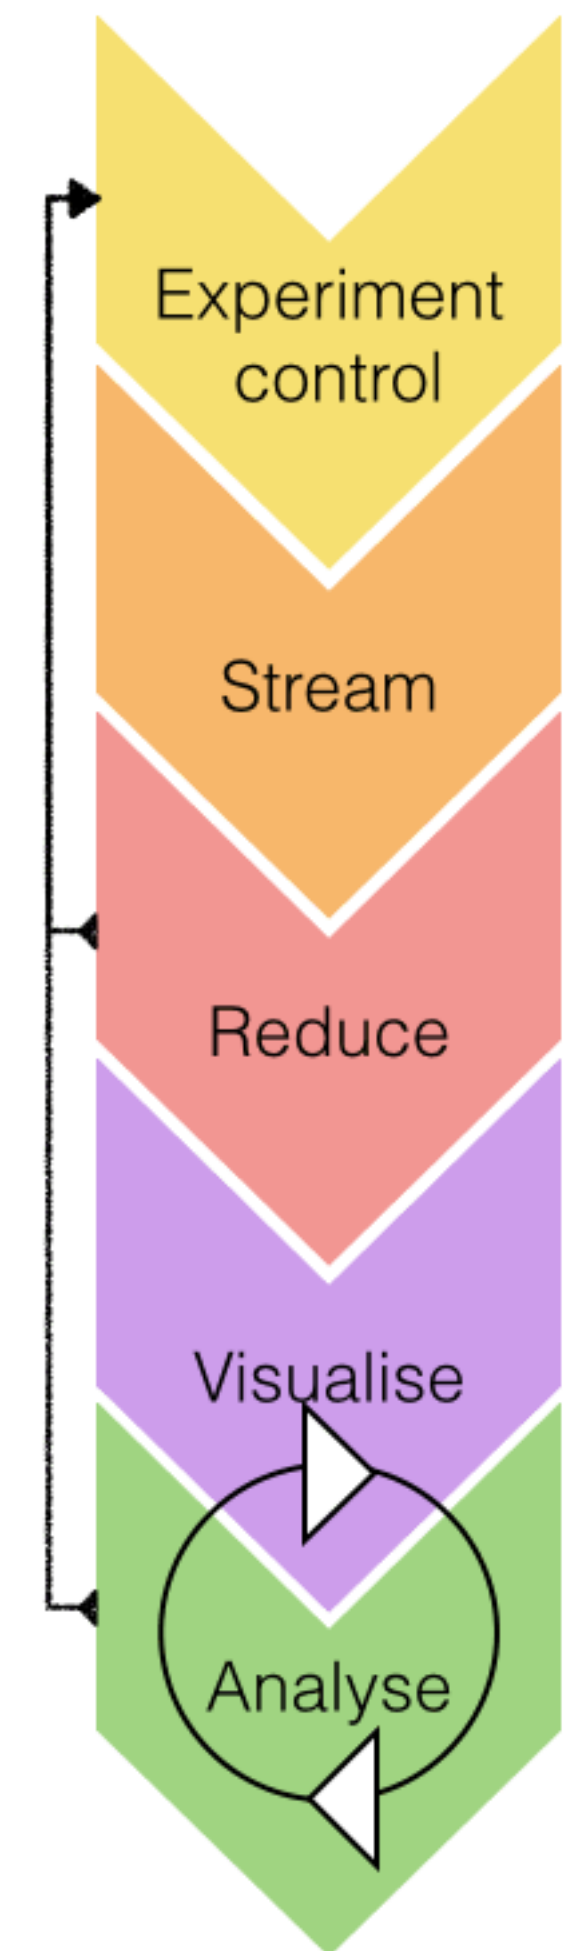 Experiment
control
Stream
Reduce
Visualise
Analyse